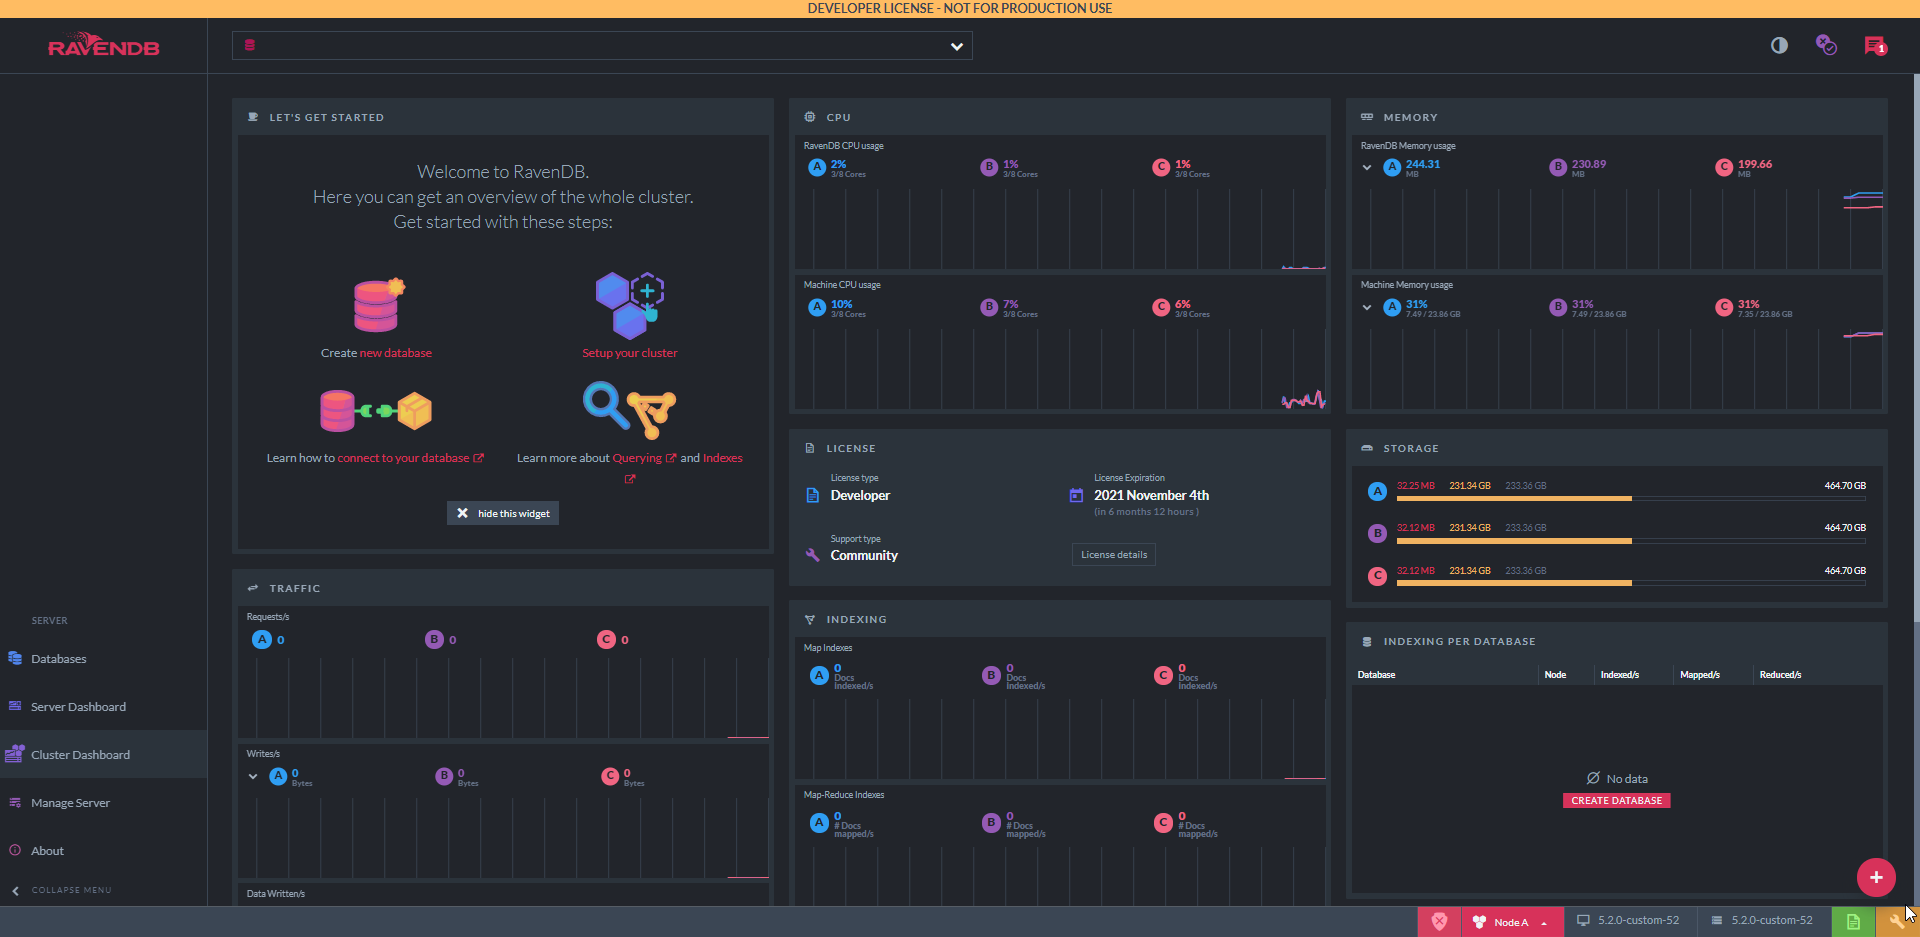 DEVELOPER LICENSE - NOT FOR PRODUCTION USE
RAVENDB
1
LET'S GET STARTED
Welcome to RavenDB.
Here you can get an overview of the whole cluster.
Get started with these steps:
Create new database
Setup your cluster
Learn how to connect to your database
Learn more about Querying and Indexes
hide this widget
TRAFFIC
Requests/s
A 0 B 0 C 0
Writes/s
A 0 B 0 C 0
Bytes Bytes Bytes
Data Written/s
CPU
RavenDB CPU usage
A 2% B 1% C 1%
3/8 Cores 3/8 Cores 3/8 Cores
Machine CPU usage
A 10% B 7% C 6%
3/8 Cores 3/8 Cores 3/8 Cores
LICENSE
License type
Developer
License Expiration
2021 November 4th
(in 6 months 12 hours )
Support type
Community
License details
INDEXING
Map Indexes
A 0 B 0 C 0
Docs Docs Docs
Indexed/s Indexed/s Indexed/s
Map-Reduce Indexes
A 0 B 0 C 0
# Docs # Docs # Docs
mapped/s mapped/s mapped/s
MEMORY
RavenDB Memory usage
A 244.31 B 230.89 C 199.66
MB MB MB
Machine Memory usage
A 31% B 31% C 31%
7.49 / 23.86 GB 7.49 / 23.86 GB 7.35 / 23.86 GB
STORAGE
A 32.25 MB 231.34 GB 233.36 GB 464.70 GB
B 32.12 MB 231.34 GB 233.36 GB 464.70 GB
C 32.12 MB 231.34 GB 233.36 GB 464.70 GB
INDEXING PER DATABASE
Database Node Indexed/s Mapped/s Reduced/s
No data
CREATE DATABASE
SERVER
Databases
Server Dashboard
Cluster Dashboard
Manage Server
About
COLLAPSE MENU
Node A 5.2.0-custom-52 5.2.0-custom-52